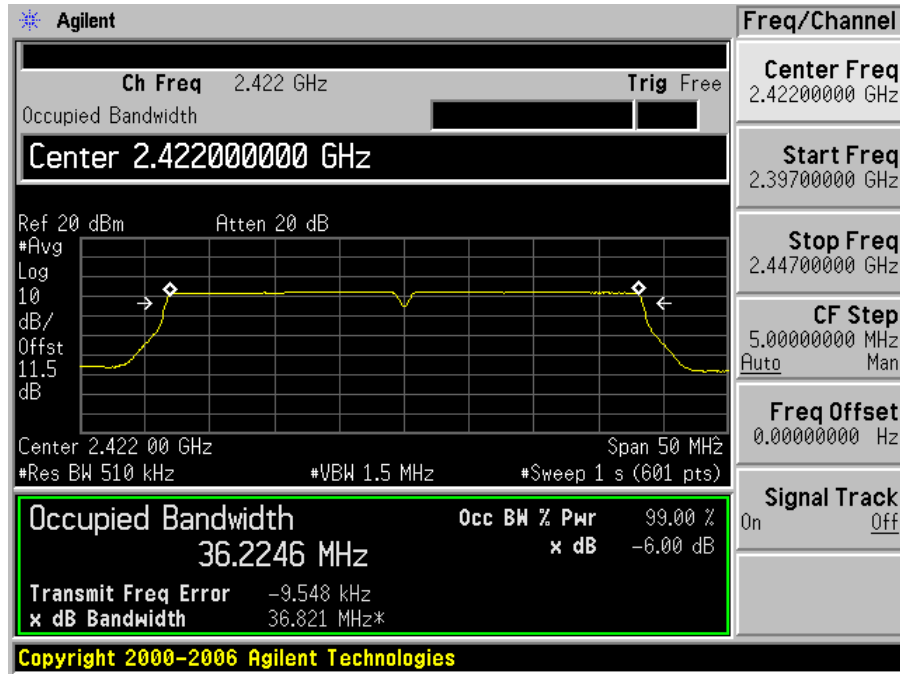 Agilent
Freq/Channel
Ch Freq 2.422 GHz Trig Free
Occupied Bandwidth
Center 2.422000000 GHz
Ref 20 dBm Atten 20 dB
#Avg
Log
10
dB/
Offst
11.5
dB
Center 2.422 00 GHz Span 50 MHz
#Res BW 510 kHz #VBW 1.5 MHz #Sweep 1 s (601 pts)
Occupied Bandwidth
36.2246 MHz
Occ BW % Pwr 99.00 %
x dB -6.00 dB
Transmit Freq Error -9.548 kHz
x dB Bandwidth 36.821 MHz*
Center Freq
2.42200000 GHz
Start Freq
2.39700000 GHz
Stop Freq
2.44700000 GHz
CF Step
5.00000000 MHz
Auto Man
Freq Offset
0.00000000 Hz
Signal Track
On Off
Copyright 2000-2006 Agilent Technologies